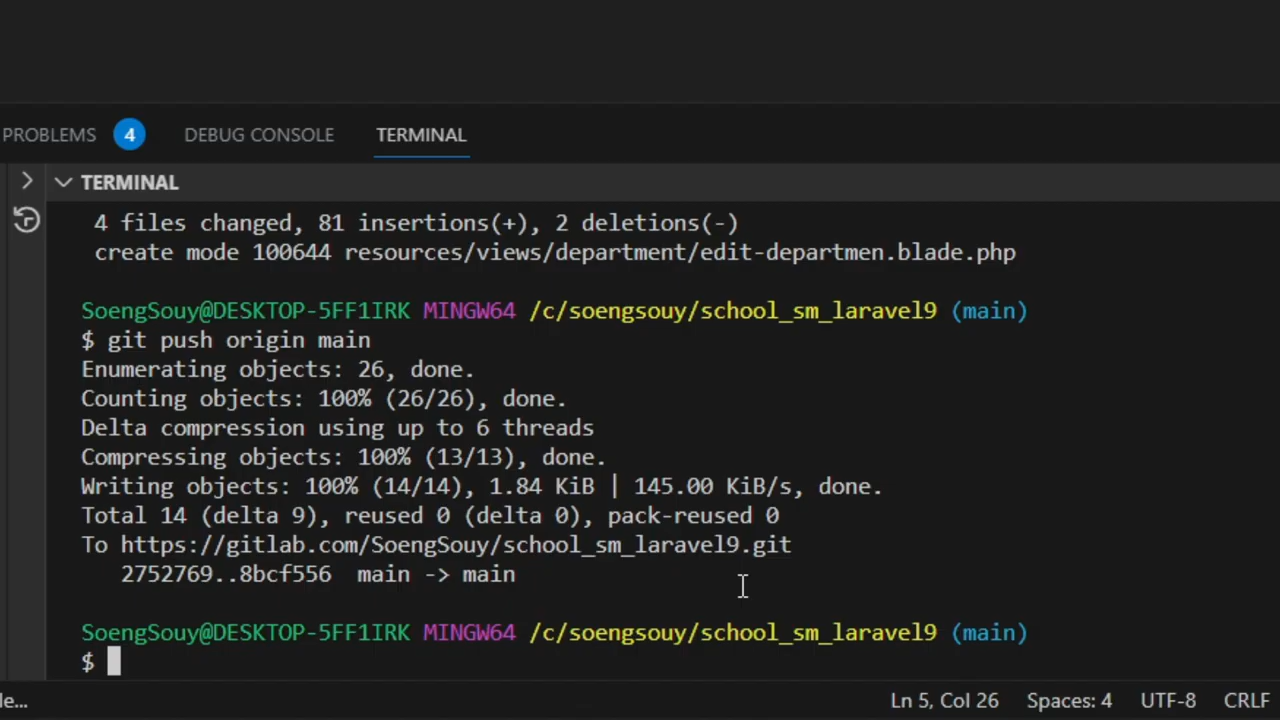 PROBLEMS 4 DEBUG CONSOLE TERMINAL
TERMINAL
4 files changed, 81 insertions(+), 2 deletions(-)
create mode 100644 resources/views/department/edit-departmen.blade.php
SoengSouy@DESKTOP-5FF1IRK MINGW64 /c/soengsouy/school_sm_laravel9 (main)
$ git push origin main
Enumerating objects: 26, done.
Counting objects: 100% (26/26), done.
Delta compression using up to 6 threads
Compressing objects: 100% (13/13), done.
Writing objects: 100% (14/14), 1.84 KiB | 145.00 KiB/s, done.
Total 14 (delta 9), reused 0 (delta 0), pack-reused 0
To https://gitlab.com/SoengSouy/school_sm_laravel9.git
2752769..8bcf556 main -> main
SoengSouy@DESKTOP-5FF1IRK MINGW64 /c/soengsouy/school_sm_laravel9 (main)
$
le... Ln 5, Col 26 Spaces: 4 UTF-8 CRLF